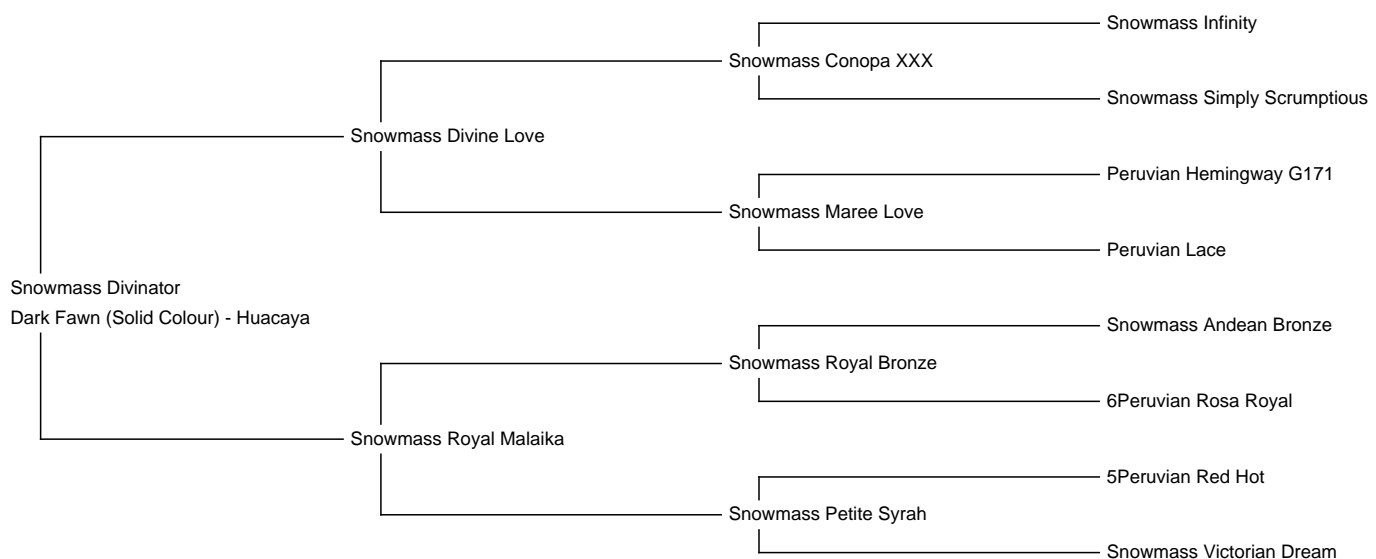 Snowmass Infinity
Snowmass Conopa XXX
Snowmass Simply Scrumptious
Snowmass Divine Love
Peruvian Hemingway G171
Snowmass Maree Love
Peruvian Lace
Snowmass Divinator
Dark Fawn (Solid Colour) - Huacaya
Snowmass Andean Bronze
Snowmass Royal Bronze
6Peruvian Rosa Royal
Snowmass Royal Malaika
5Peruvian Red Hot
Snowmass Petite Syrah
Snowmass Victorian Dream